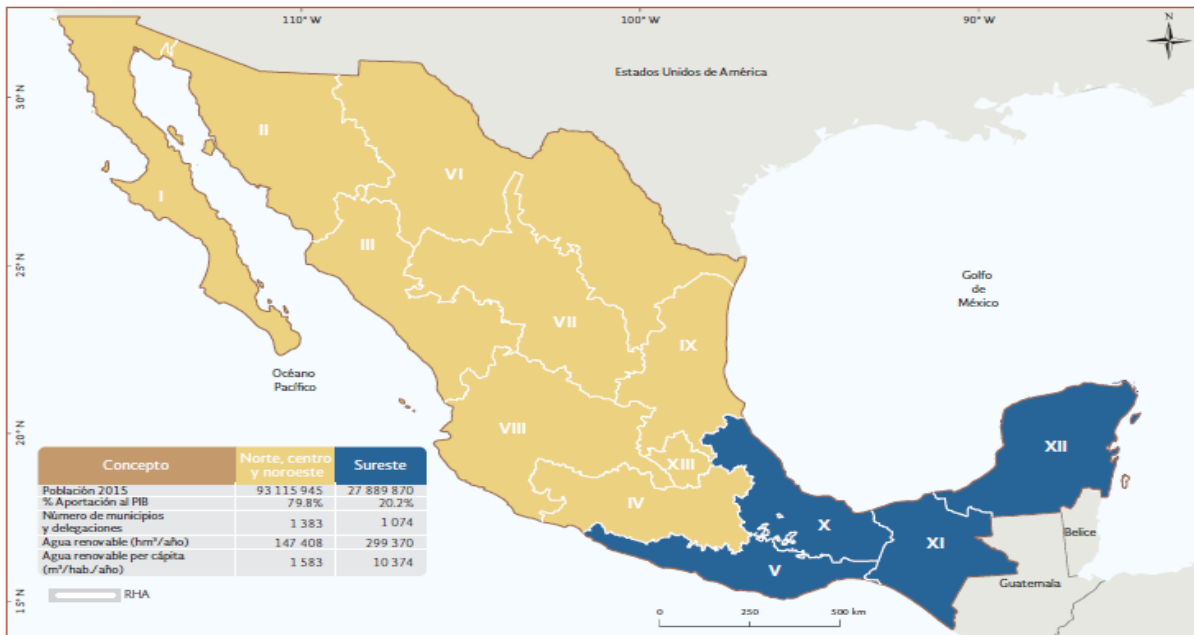 110° W
100° W
90° W
N
Estados Unidos de América
30° N
II
VI
I
III
25° N
Golfo
de
México
VII
IX
Océano
Pacífico
20° N
VIII
XII
XIII
IV
Concepto Norte, centro y noroeste Sureste
Población 2015 93 115 945 27 889 870
% Aportación al PIB 79.8% 20.2%
Número de municipios
y delegaciones 1 383 1 074
Agua renovable (hm³/año) 147 408 299 370
Agua renovable per cápita
(m³/hab./año) 1 583 10 374
X
Belice
XI
V
Guatemala
RHA
15° N
0 250 500 km